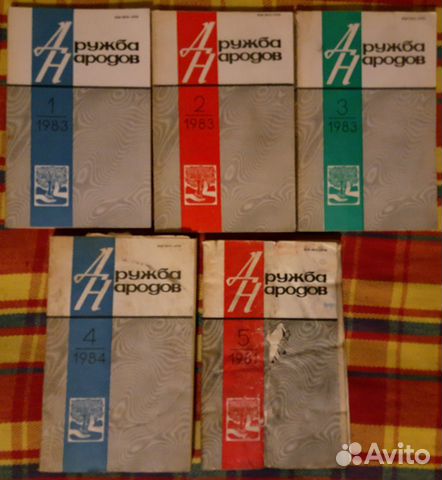 Дружба
Народов
1
1983
Дружба
Народов
2
1983
Дружба
Народов
3
1983
Дружба
Народов
4
1984
Дружба
Народов
5
Avito